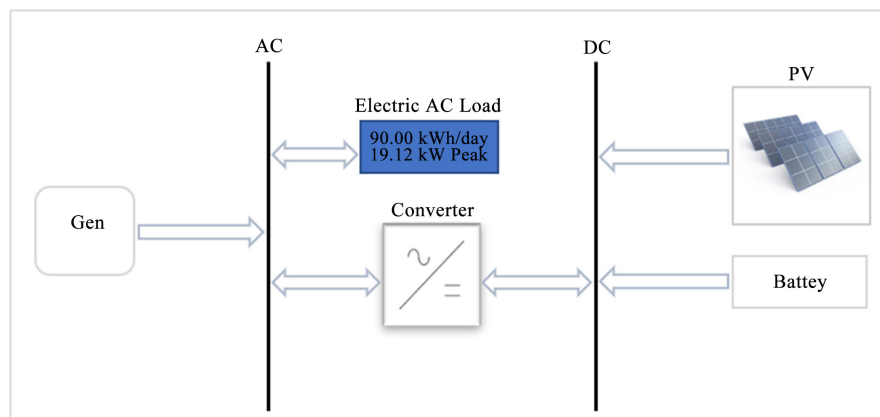 AC
DC
PV
Electric AC Load
90.00 kWh/day
19.12 kW Peak
Gen
Converter
Battey